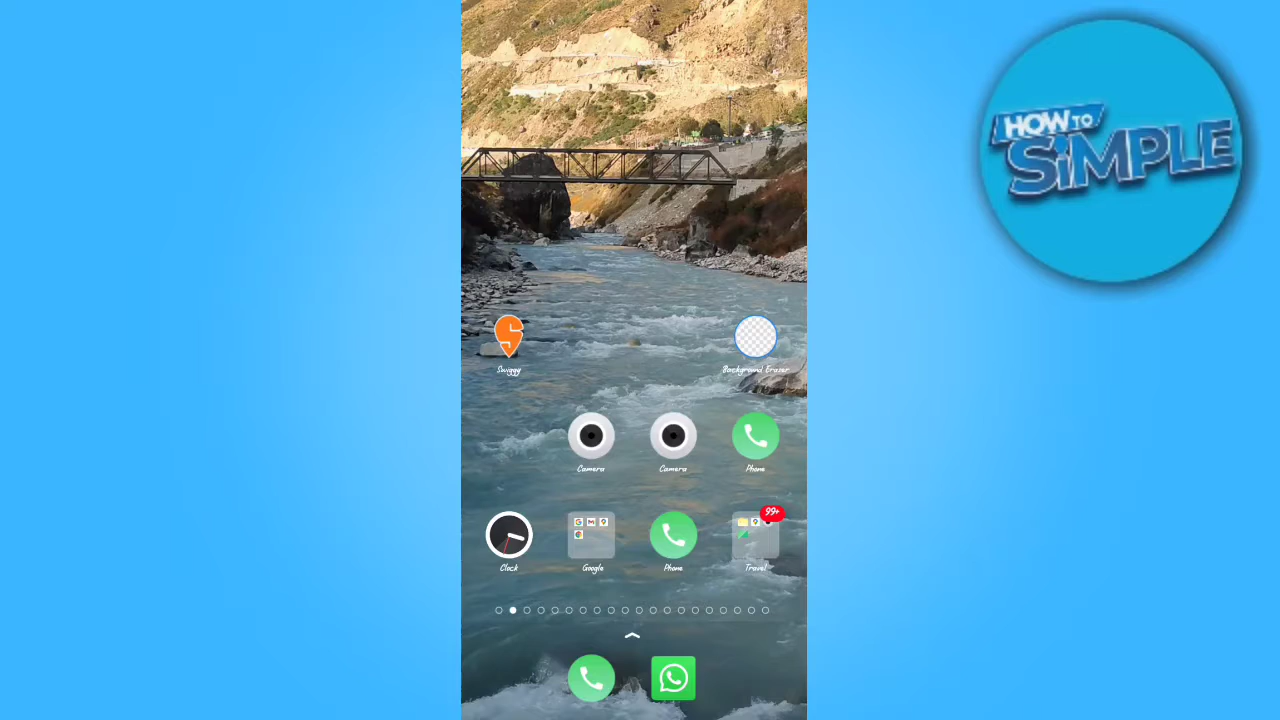 HOW TO
SiMPLE
Swiggy
Background Eraser
Camera
Camera
Phone
99+
Clock
Google
Phone
Travel